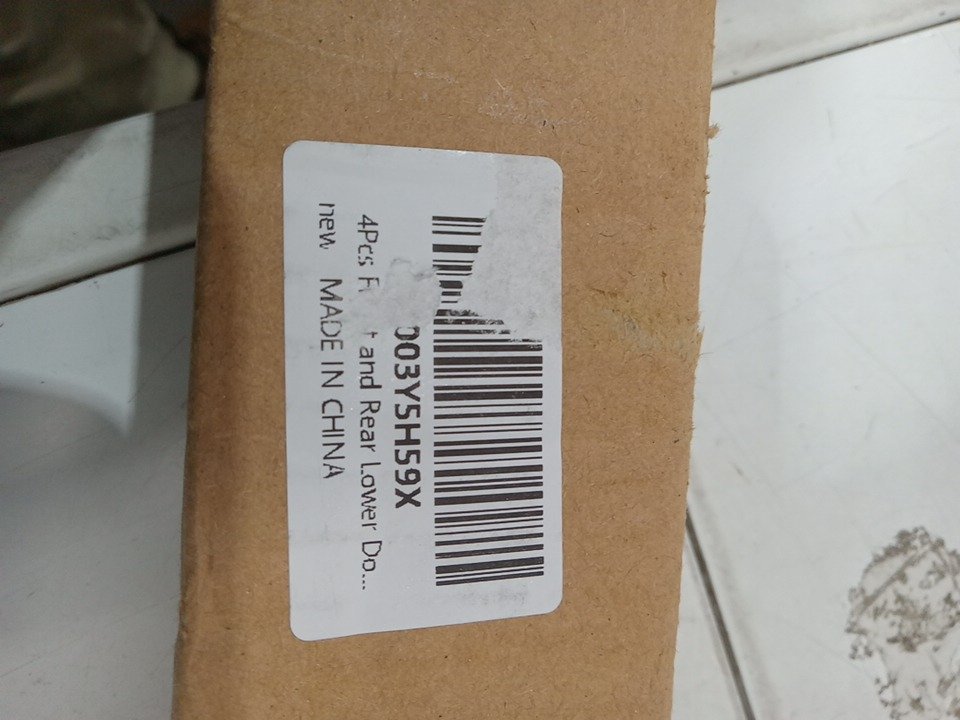 003Y5H59X
4Pcs and Rear Lower Do...
new MADE IN CHINA